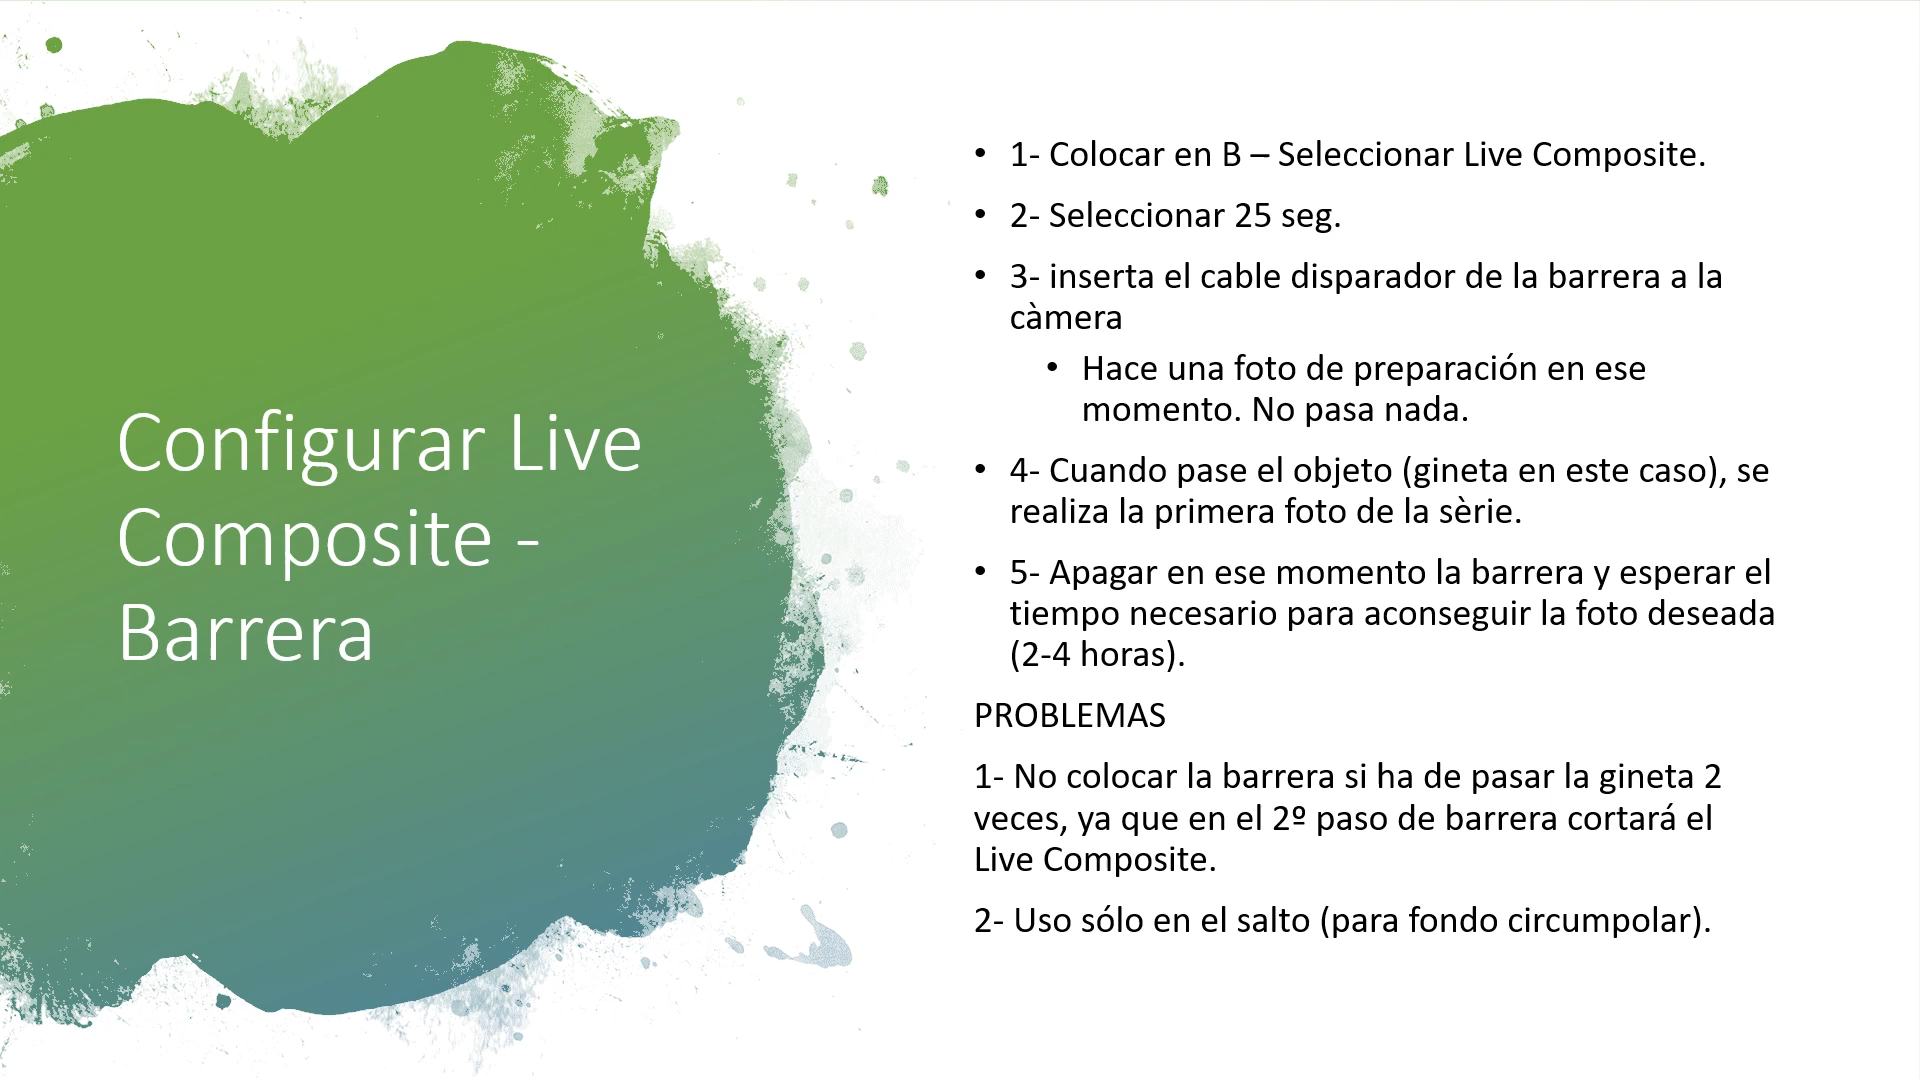 Configurar Live
Composite -
Barrera
• 1- Colocar en B – Seleccionar Live Composite.
• 2- Seleccionar 25 seg.
• 3- inserta el cable disparador de la barrera a la
càmera
• Hace una foto de preparación en ese
momento. No pasa nada.
• 4- Cuando pase el objeto (gineta en este caso), se
realiza la primera foto de la sèrie.
• 5- Apagar en ese momento la barrera y esperar el
tiempo necesario para aconseguir la foto deseada
(2-4 horas).
PROBLEMAS
1- No colocar la barrera si ha de pasar la gineta 2
veces, ya que en el 2º paso de barrera cortará el
Live Composite.
2- Uso sólo en el salto (para fondo circumpolar).